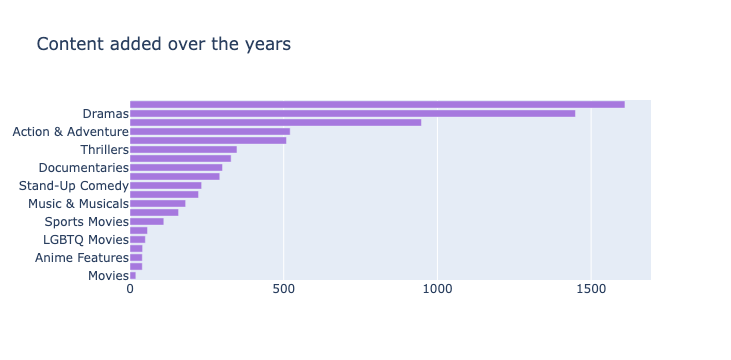 Content added over the years
Dramas
Action & Adventure
Thrillers
Documentaries
Stand-Up Comedy
Music & Musicals
Sports Movies
LGBTQ Movies
Anime Features
Movies
0 500 1000 1500